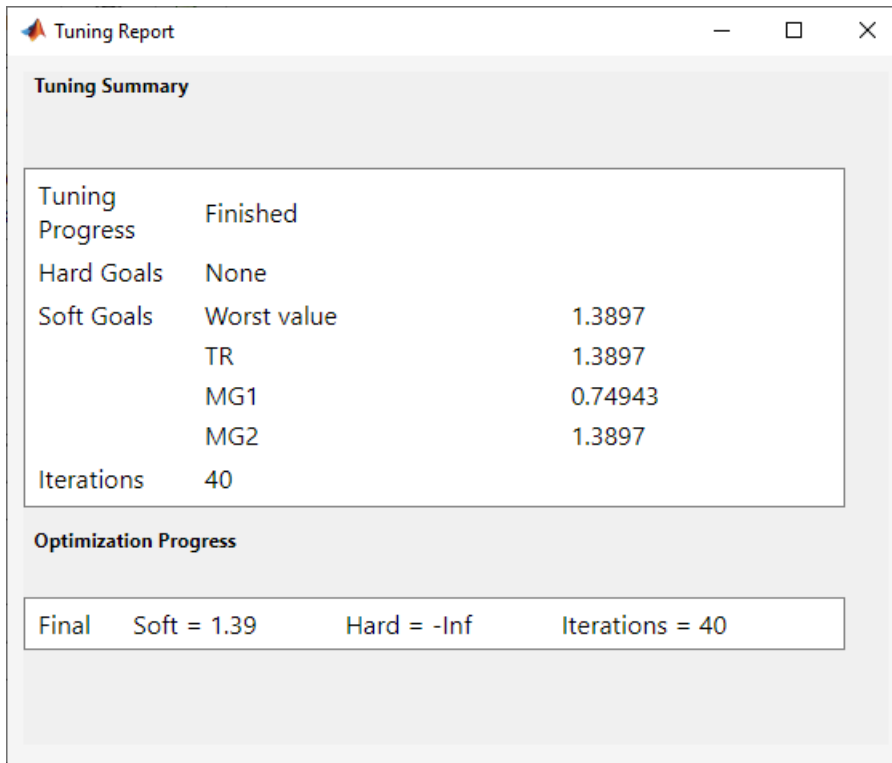 Tuning Report
Tuning Summary
Tuning
Progress
Finished
Hard Goals None
Soft Goals Worst value 1.3897
TR 1.3897
MG1 0.74943
MG2 1.3897
Iterations 40
Optimization Progress
Final Soft = 1.39 Hard = -Inf Iterations = 40